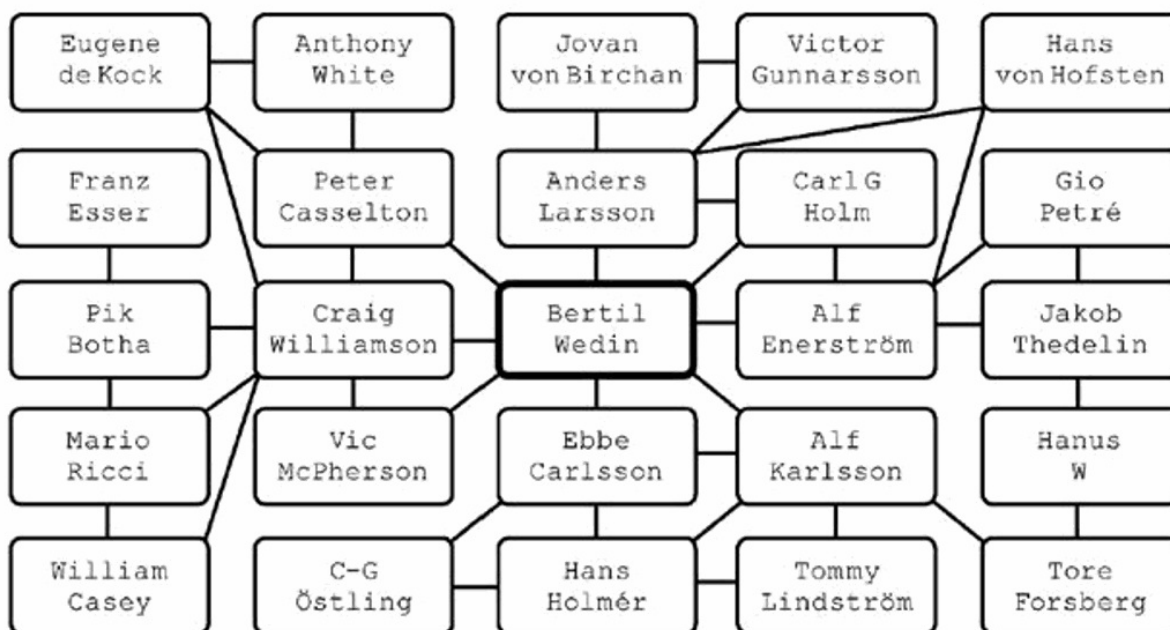 Eugene
de Kock
Anthony
White
Jovan
von Birchan
Victor
Gunnarsson
Hans
von Hofsten
Franz
Esser
Peter
Casselton
Anders
Larsson
Carl G
Holm
Gio
Petré
Pik
Botha
Craig
Williamson
Bertil
Wedin
Alf
Enerström
Jakob
Thedelin
Mario
Ricci
Vic
McPherson
Ebbe
Carlsson
Alf
Karlsson
Hanus
W
William
Casey
C-G
Östling
Hans
Holmér
Tommy
Lindström
Tore
Forsberg